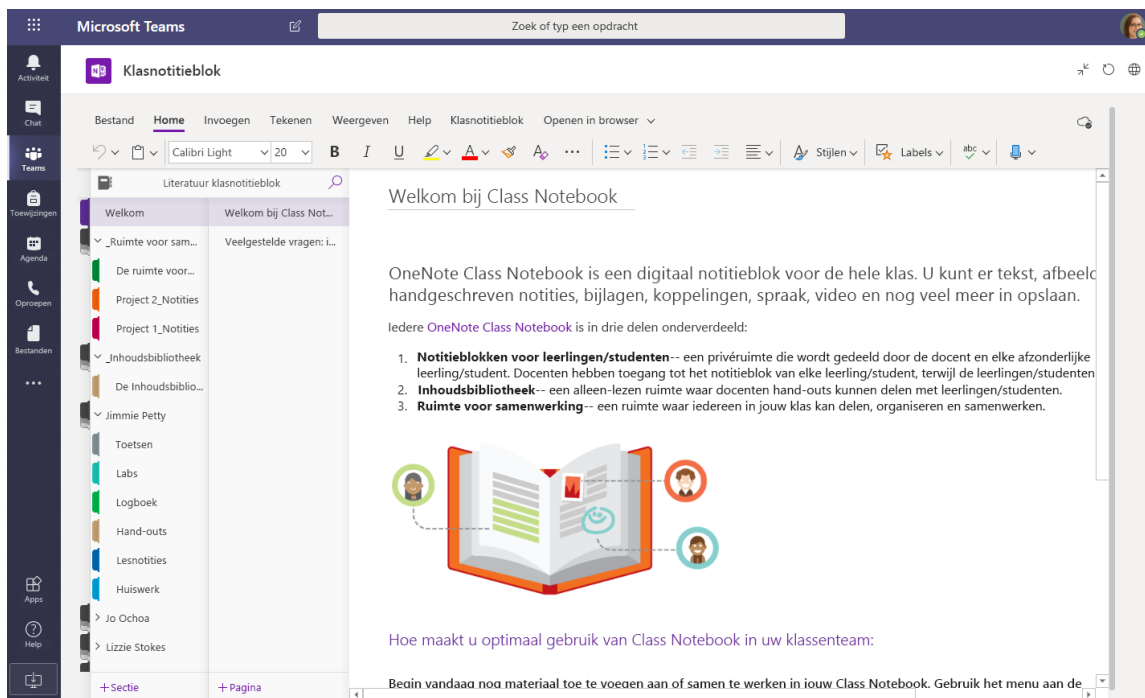 Microsoft Teams
Zoek of typ een opdracht
Activiteit
Chat
Teams
Toewijzingen
Agenda
Oproepen
Bestanden
Apps
Help
N
Klasnotitieblok
Bestand Home Invoegen Tekenen Weergeven Help Klasnotitieblok Openen in browser
Calibri Light 20 B I U A A Stijlen Labels abc
Literatuur klasnotitieblok
Welkom
_Ruimte voor sam...
De ruimte voor...
Project 2_Notities
Project 1_Notities
_Inhoudsbibliotheek
De Inhoudsbiblio...
Jimmie Petty
Toetsen
Labs
Logboek
Hand-outs
Lesnotities
Huiswerk
Jo Ochoa
Lizzie Stokes
+ Sectie
Welkom bij Class Not...
Veelgestelde vragen: i...
+ Pagina
Welkom bij Class Notebook
OneNote Class Notebook is een digitaal notitieblok voor de hele klas. U kunt er tekst, afbeeld
handgeschreven notities, bijlagen, koppelingen, spraak, video en nog veel meer in opslaan.
Iedere OneNote Class Notebook is in drie delen onderverdeeld:
1. Notitieblokken voor leerlingen/studenten-- een privéruimte die wordt gedeeld door de docent en elke afzonderlijke
leerling/student. Docenten hebben toegang tot het notitieblok van elke leerling/student, terwijl de leerlingen/studenten
2. Inhoudsbibliotheek-- een alleen-lezen ruimte waar docenten hand-outs kunnen delen met leerlingen/studenten.
3. Ruimte voor samenwerking-- een ruimte waar iedereen in jouw klas kan delen, organiseren en samenwerken.
Hoe maakt u optimaal gebruik van Class Notebook in uw klassenteam:
Begin vandaag nog materiaal toe te voegen aan of samen te werken in jouw Class Notebook. Gebruik het menu aan de